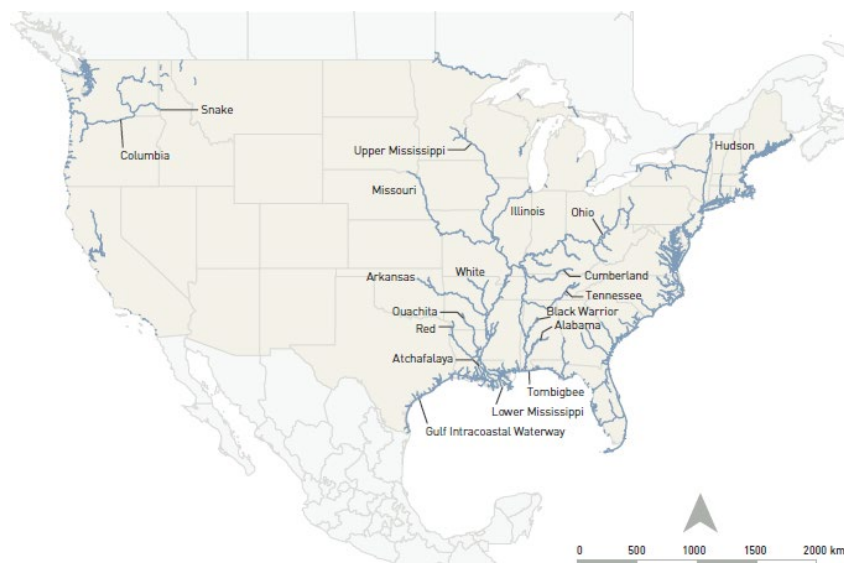 Snake
Columbia
Upper Mississippi
Hudson
Missouri
Illinois
Ohio
Arkansas
White
Cumberland
Tennessee
Ouachita
Black Warrior
Red
Alabama
Atchafalaya
Tombigbee
Lower Mississippi
Gulf Intracoastal Waterway
0 500 1000 1500 2000 km